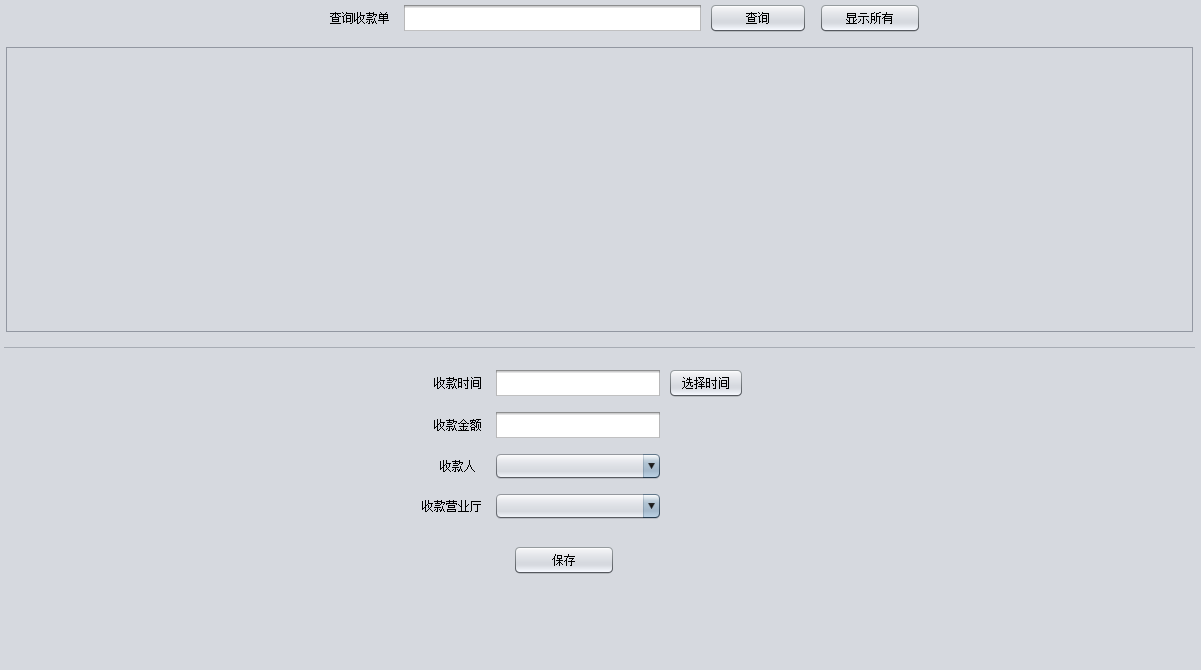 查询收款单 查询 显示所有
收款时间 选择时间
收款金额
收款人
收款营业厅
保存